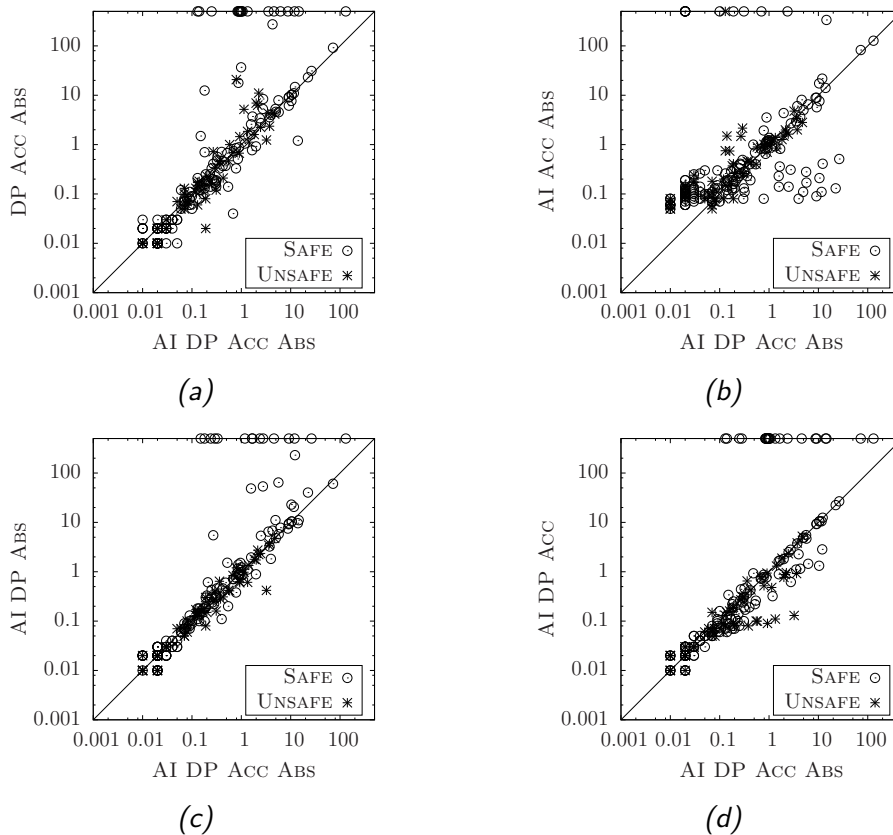 100
10
1
0.1
0.01
0.001
DP Acc Abs
Safe
Unsafe
0.001 0.01 0.1 1 10 100
AI DP Acc Abs
(a)
100
10
1
0.1
0.01
0.001
AI Acc Abs
Safe
Unsafe
0.001 0.01 0.1 1 10 100
AI DP Acc Abs
(b)
100
10
1
0.1
0.01
0.001
AI DP Abs
Safe
Unsafe
0.001 0.01 0.1 1 10 100
AI DP Acc Abs
(c)
100
10
1
0.1
0.01
0.001
AI DP Acc
Safe
Unsafe
0.001 0.01 0.1 1 10 100
AI DP Acc Abs
(d)